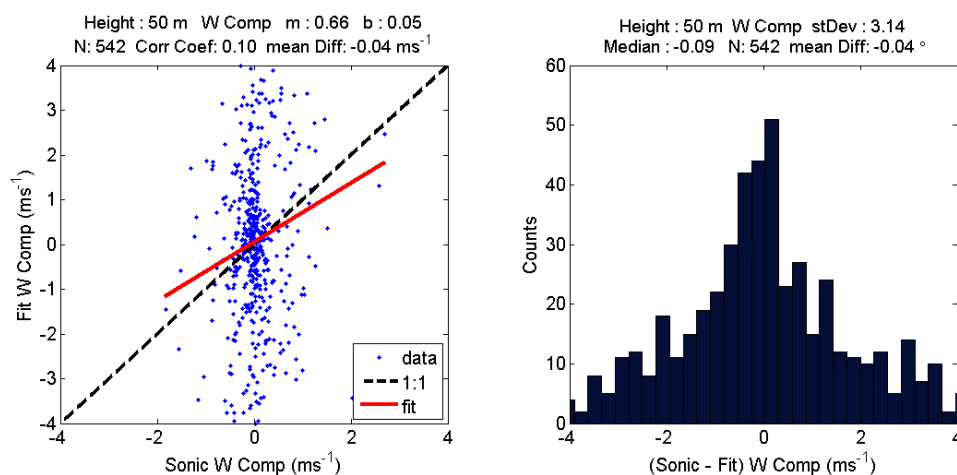 Height : 50 m  W Comp  m : 0.66  b : 0.05
N: 542  Corr Coef: 0.10  mean Diff: -0.04 ms⁻¹
4
3
2
1
0
-1
-2
-3
-4
Fit W Comp (ms⁻¹)
data
1:1
fit
-4
-2
0
2
4
Sonic W Comp (ms⁻¹)
Height : 50 m  W Comp  stDev : 3.14
Median : -0.09  N: 542  mean Diff: -0.04 °
60
50
40
30
20
10
0
Counts
-4
-2
0
2
4
(Sonic - Fit) W Comp (ms⁻¹)